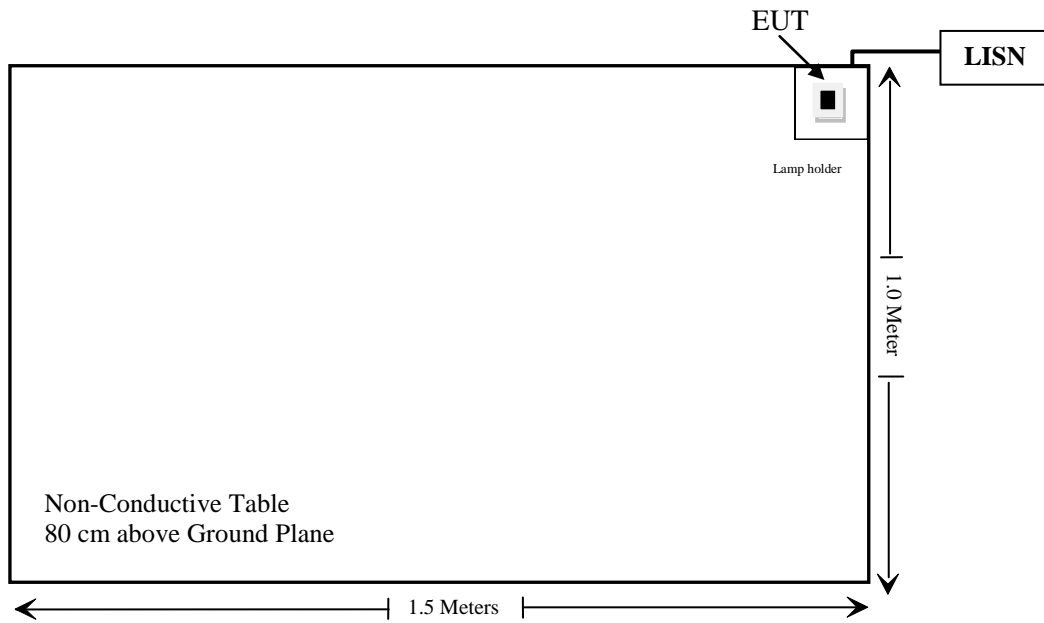 EUT
LISN
Lamp holder
1.0 Meter
Non-Conductive Table
80 cm above Ground Plane
1.5 Meters